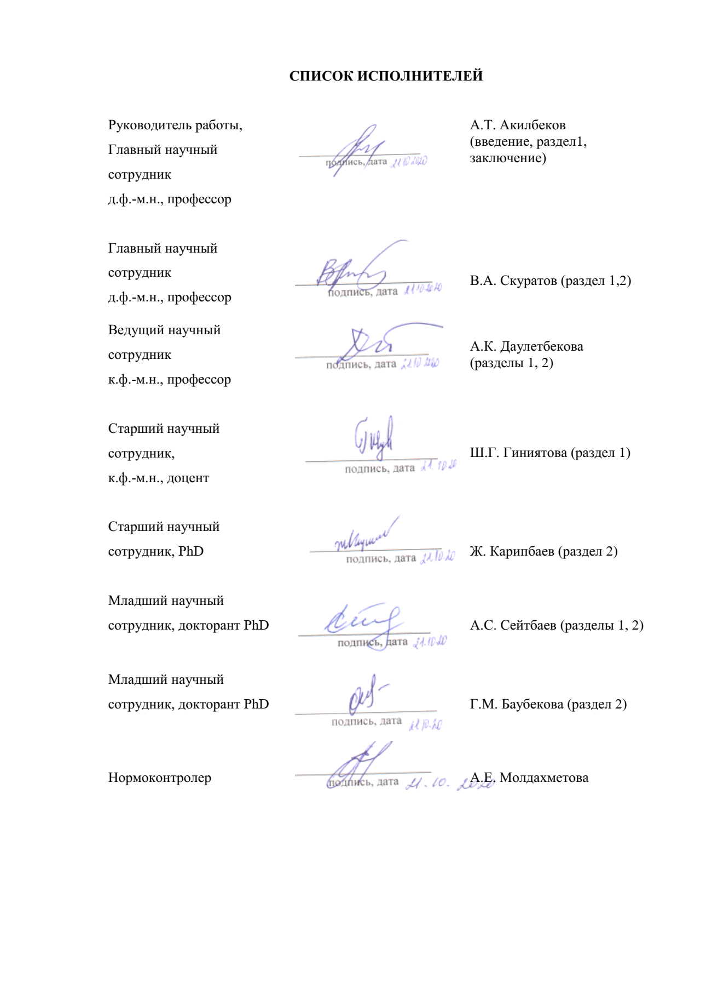 СПИСОК ИСПОЛНИТЕЛЕЙ
Руководитель работы,
Главный научный
сотрудник
д.ф.-м.н., профессор
подпись, дата 21.10.2020
А.Т. Акилбеков
(введение, раздел1,
заключение)
Главный научный
сотрудник
д.ф.-м.н., профессор
подпись, дата 21.10.2020
В.А. Скуратов (раздел 1,2)
Ведущий научный
сотрудник
к.ф.-м.н., профессор
подпись, дата 21.10.2020
А.К. Даулетбекова
(разделы 1, 2)
Старший научный
сотрудник,
к.ф.-м.н., доцент
подпись, дата 21.10.20
Ш.Г. Гиниятова (раздел 1)
Старший научный
сотрудник, PhD
подпись, дата 21.10.20
Ж. Карипбаев (раздел 2)
Младший научный
сотрудник, докторант PhD
подпись, дата 21.10.20
А.С. Сейтбаев (разделы 1, 2)
Младший научный
сотрудник, докторант PhD
подпись, дата 21.10.20
Г.М. Баубекова (раздел 2)
Нормоконтролер
подпись, дата 21.10.2020
А.Е. Молдахметова